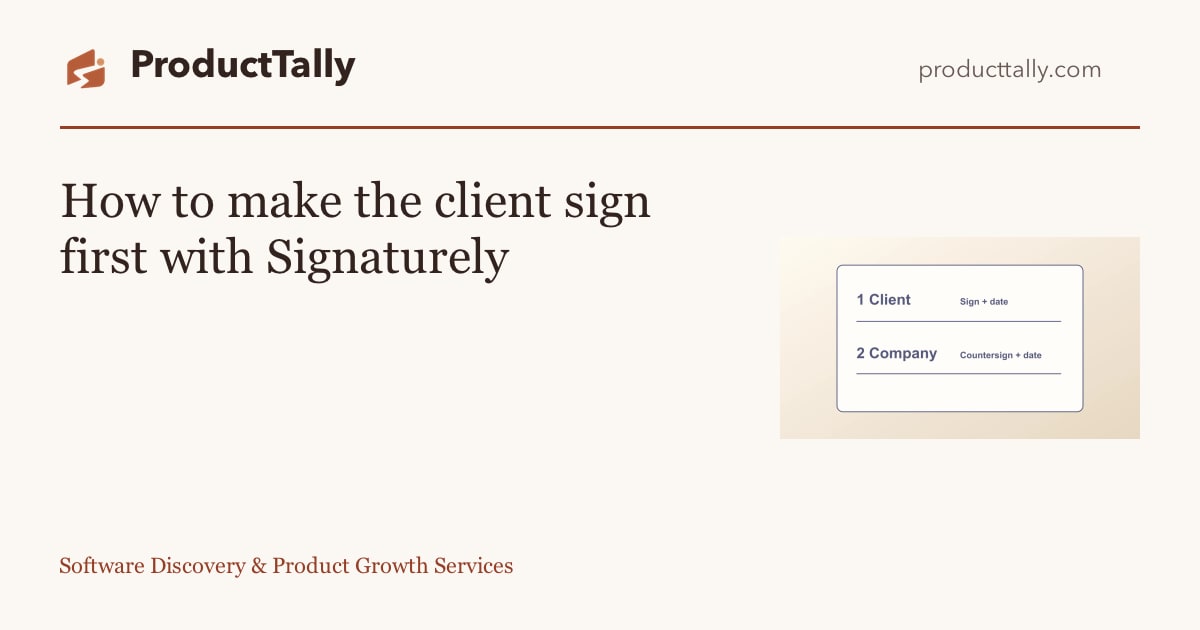 ProductTally
producttally.com
How to make the client sign
first with Signaturely
1 Client
Sign + date
2 Company
Countersign + date
Software Discovery & Product Growth Services